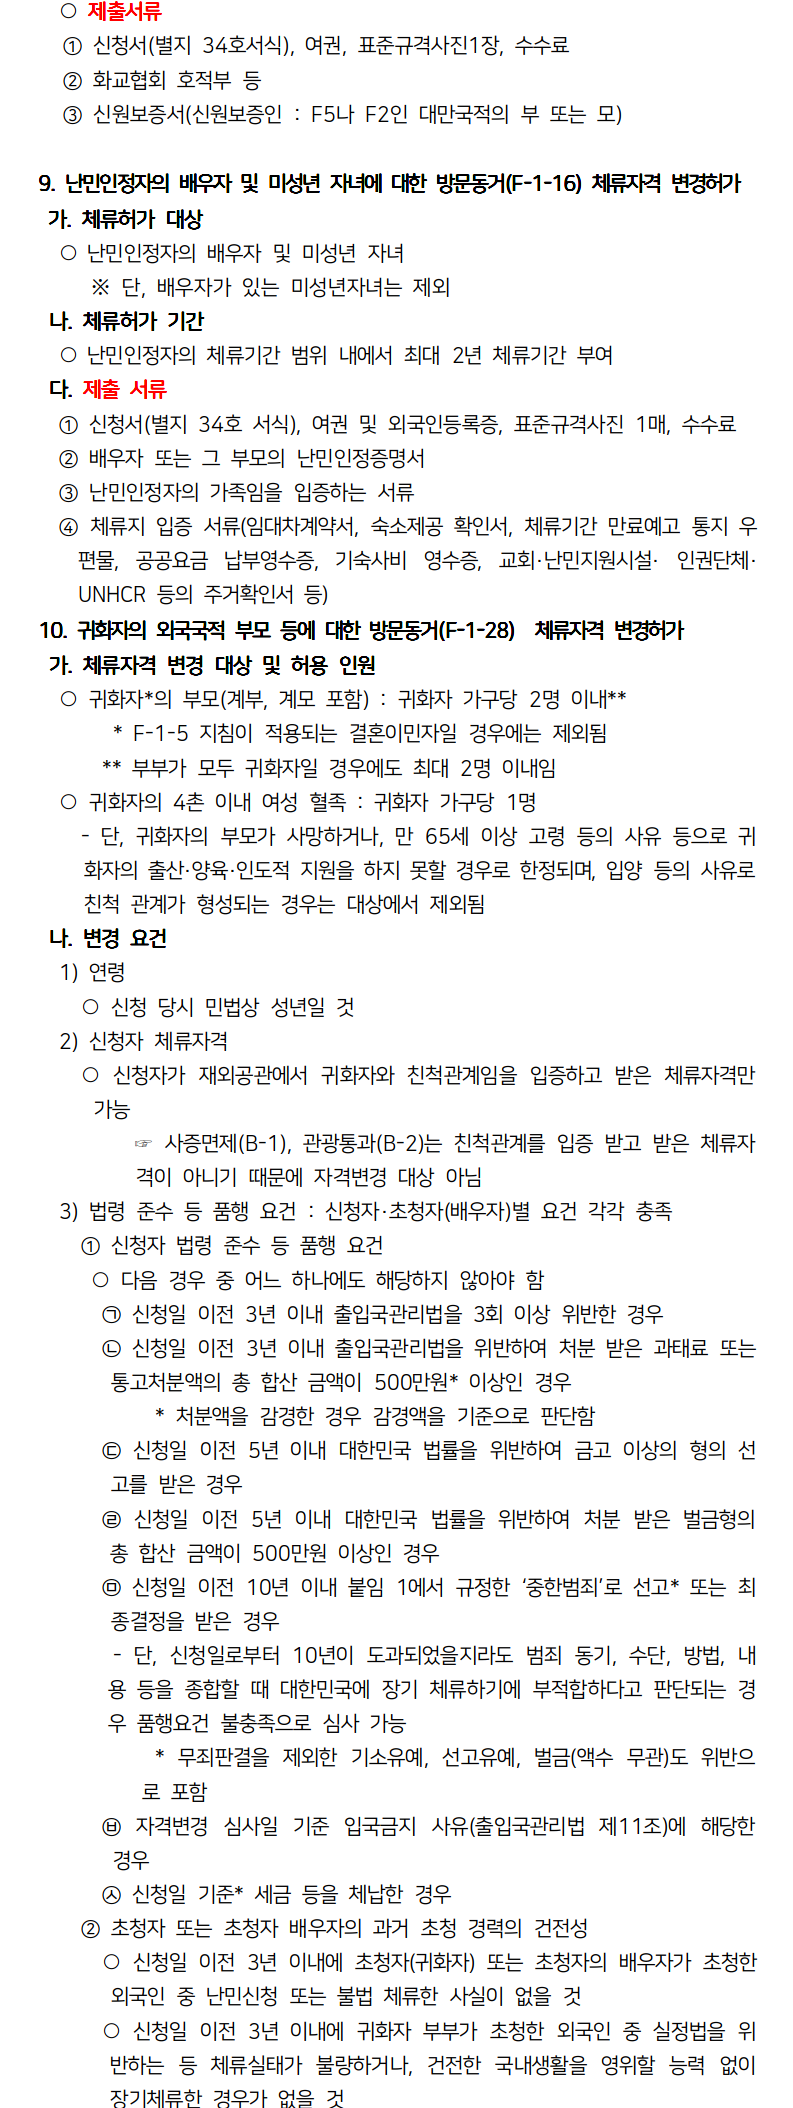 ○ 제출서류
① 신청서(별지 34호서식), 여권, 표준규격사진1장, 수수료
② 화교협회 호적부 등
③ 신원보증서(신원보증인 : F5나 F2인 대만국적의 부 또는 모)
9. 난민인정자의 배우자 및 미성년 자녀에 대한 방문동거(F-1-16) 체류자격 변경허가
가. 체류허가 대상
○ 난민인정자의 배우자 및 미성년 자녀
※ 단, 배우자가 있는 미성년자녀는 제외
나. 체류허가 기간
○ 난민인정자의 체류기간 범위 내에서 최대 2년 체류기간 부여
다. 제출 서류
① 신청서(별지 34호 서식), 여권 및 외국인등록증, 표준규격사진 1매, 수수료
② 배우자 또는 그 부모의 난민인정증명서
③ 난민인정자의 가족임을 입증하는 서류
④ 체류지 입증 서류(임대차계약서, 숙소제공 확인서, 체류기간 만료예고 통지 우
편물, 공공요금 납부영수증, 기숙사비 영수증, 교회·난민지원시설· 인권단체·
UNHCR 등의 주거확인서 등)
10. 귀화자의 외국국적 부모 등에 대한 방문동거(F-1-28) 체류자격 변경허가
가. 체류자격 변경 대상 및 허용 인원
○ 귀화자*의 부모(계부, 계모 포함) : 귀화자 가구당 2명 이내**
* F-1-5 지침이 적용되는 결혼이민자일 경우에는 제외됨
** 부부가 모두 귀화자일 경우에도 최대 2명 이내임
○ 귀화자의 4촌 이내 여성 혈족 : 귀화자 가구당 1명
- 단, 귀화자의 부모가 사망하거나, 만 65세 이상 고령 등의 사유 등으로 귀
화자의 출산·양육·인도적 지원을 하지 못할 경우로 한정되며, 입양 등의 사유로
친척 관계가 형성되는 경우는 대상에서 제외됨
나. 변경 요건
1) 연령
○ 신청 당시 민법상 성년일 것
2) 신청자 체류자격
○ 신청자가 재외공관에서 귀화자와 친척관계임을 입증하고 받은 체류자격만
가능
☞ 사증면제(B-1), 관광통과(B-2)는 친척관계를 입증 받고 받은 체류자
격이 아니기 때문에 자격변경 대상 아님
3) 법령 준수 등 품행 요건 : 신청자·초청자(배우자)별 요건 각각 충족
① 신청자 법령 준수 등 품행 요건
○ 다음 경우 중 어느 하나에도 해당하지 않아야 함
㉠ 신청일 이전 3년 이내 출입국관리법을 3회 이상 위반한 경우
㉡ 신청일 이전 3년 이내 출입국관리법을 위반하여 처분 받은 과태료 또는
통고처분액의 총 합산 금액이 500만원* 이상인 경우
* 처분액을 감경한 경우 감경액을 기준으로 판단함
㉢ 신청일 이전 5년 이내 대한민국 법률을 위반하여 금고 이상의 형의 선
고를 받은 경우
㉣ 신청일 이전 5년 이내 대한민국 법률을 위반하여 처분 받은 벌금형의
총 합산 금액이 500만원 이상인 경우
㉤ 신청일 이전 10년 이내 붙임 1에서 규정한 ‘중한범죄’로 선고* 또는 최
종결정을 받은 경우
- 단, 신청일로부터 10년이 도과되었을지라도 범죄 동기, 수단, 방법, 내
용 등을 종합할 때 대한민국에 장기 체류하기에 부적합하다고 판단되는 경
우 품행요건 불충족으로 심사 가능
* 무죄판결을 제외한 기소유예, 선고유예, 벌금(액수 무관)도 위반으
로 포함
㉥ 자격변경 심사일 기준 입국금지 사유(출입국관리법 제11조)에 해당한
경우
㉦ 신청일 기준* 세금 등을 체납한 경우
② 초청자 또는 초청자 배우자의 과거 초청 경력의 건전성
○ 신청일 이전 3년 이내에 초청자(귀화자) 또는 초청자의 배우자가 초청한
외국인 중 난민신청 또는 불법 체류한 사실이 없을 것
○ 신청일 이전 3년 이내에 귀화자 부부가 초청한 외국인 중 실정법을 위
반하는 등 체류실태가 불량하거나, 건전한 국내생활을 영위할 능력 없이
장기체류한 경우가 없을 것